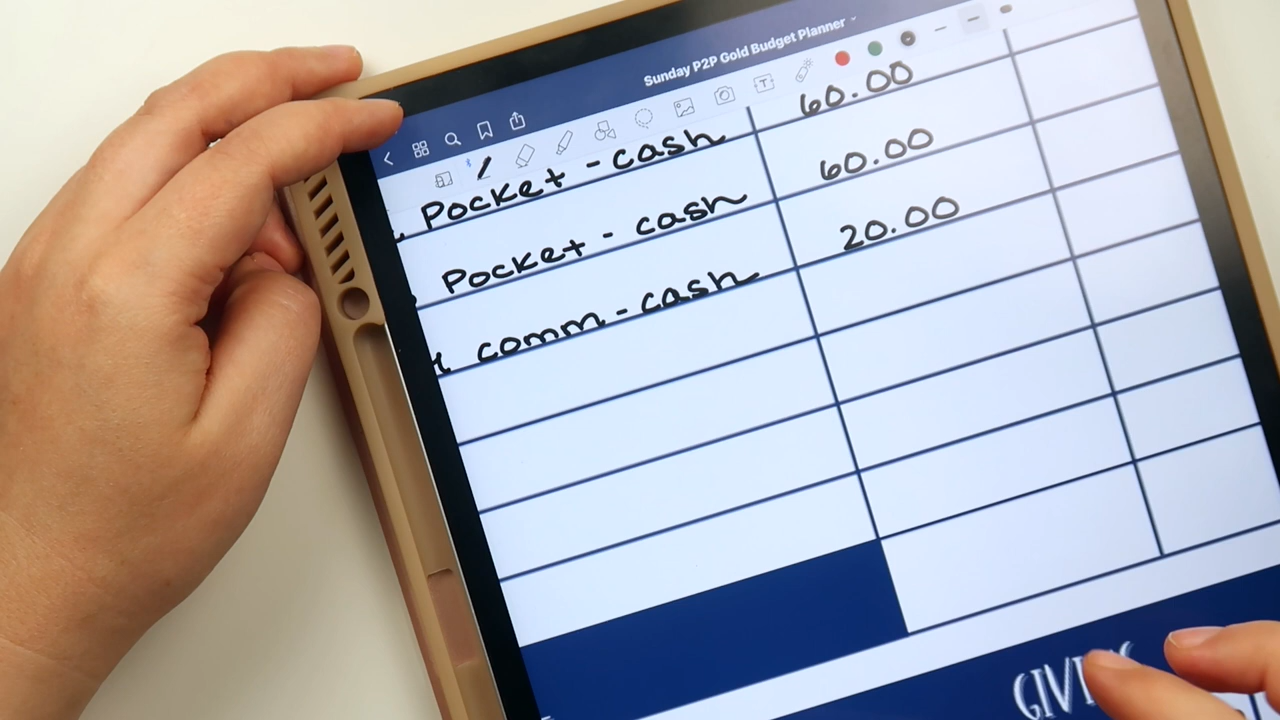 Sunday P2P Gold Budget Planner
Pocket - cash 60.00
Pocket - cash 60.00
comm - cash 20.00